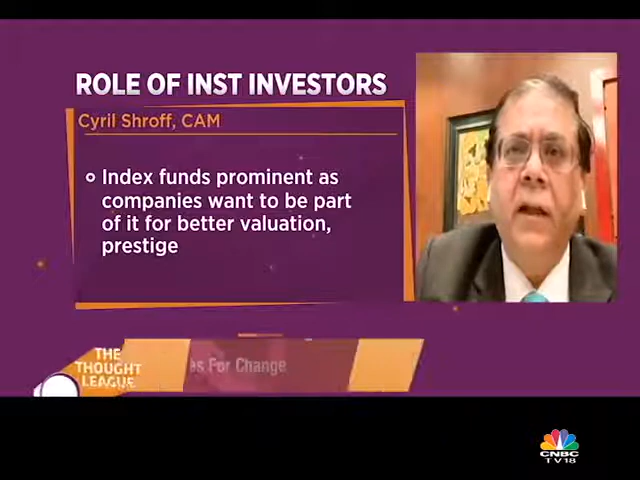 ROLE OF INST INVESTORS
Cyril Shroff, CAM
Index funds prominent as
companies want to be part
of it for better valuation,
prestige
THE
THOUGHT
LEAGUE
es For Change
CNBC
TV18